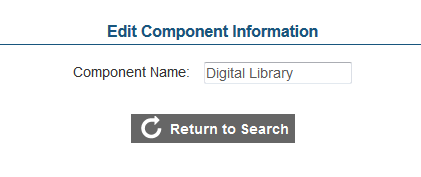 Edit Component Information
Component Name: Digital Library
Return to Search